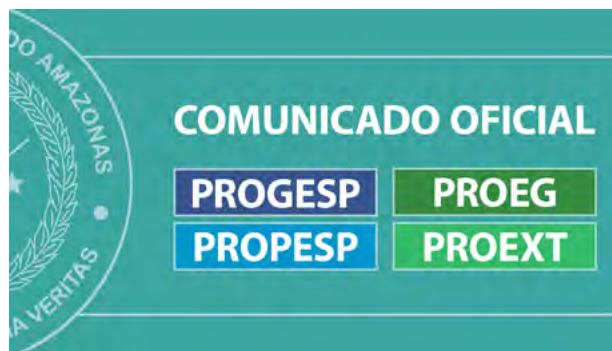 DO AMAZONAS
COMUNICADO OFICIAL
PROGESP PROEG
PROPESP PROEXT
VERITAS